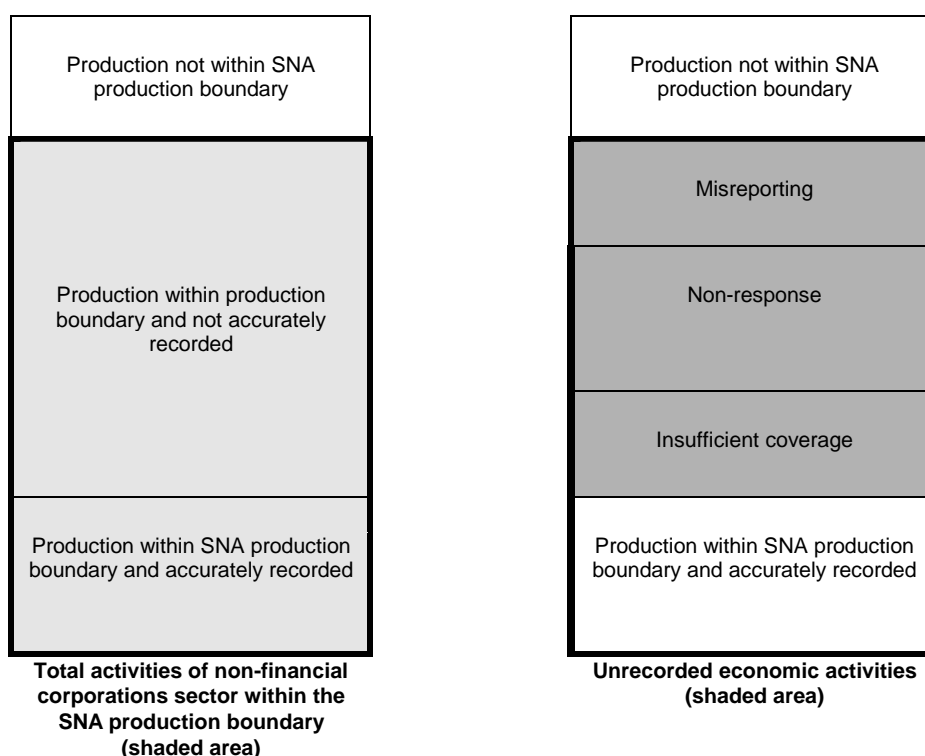 Production not within SNA
production boundary
Production within production
boundary and not accurately
recorded
Production within SNA production
boundary and accurately recorded
Total activities of non-financial
corporations sector within the
SNA production boundary
(shaded area)
Production not within SNA
production boundary
Misreporting
Non-response
Insufficient coverage
Production within SNA production
boundary and accurately recorded
Unrecorded economic activities
(shaded area)